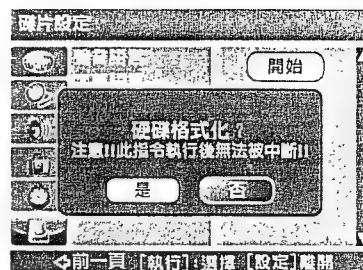 碟片設定
開始
硬碟格式化?
注意!!此指令執行後無法被中斷!!
是
否
前一頁 [執行]:選擇 [設定]離開